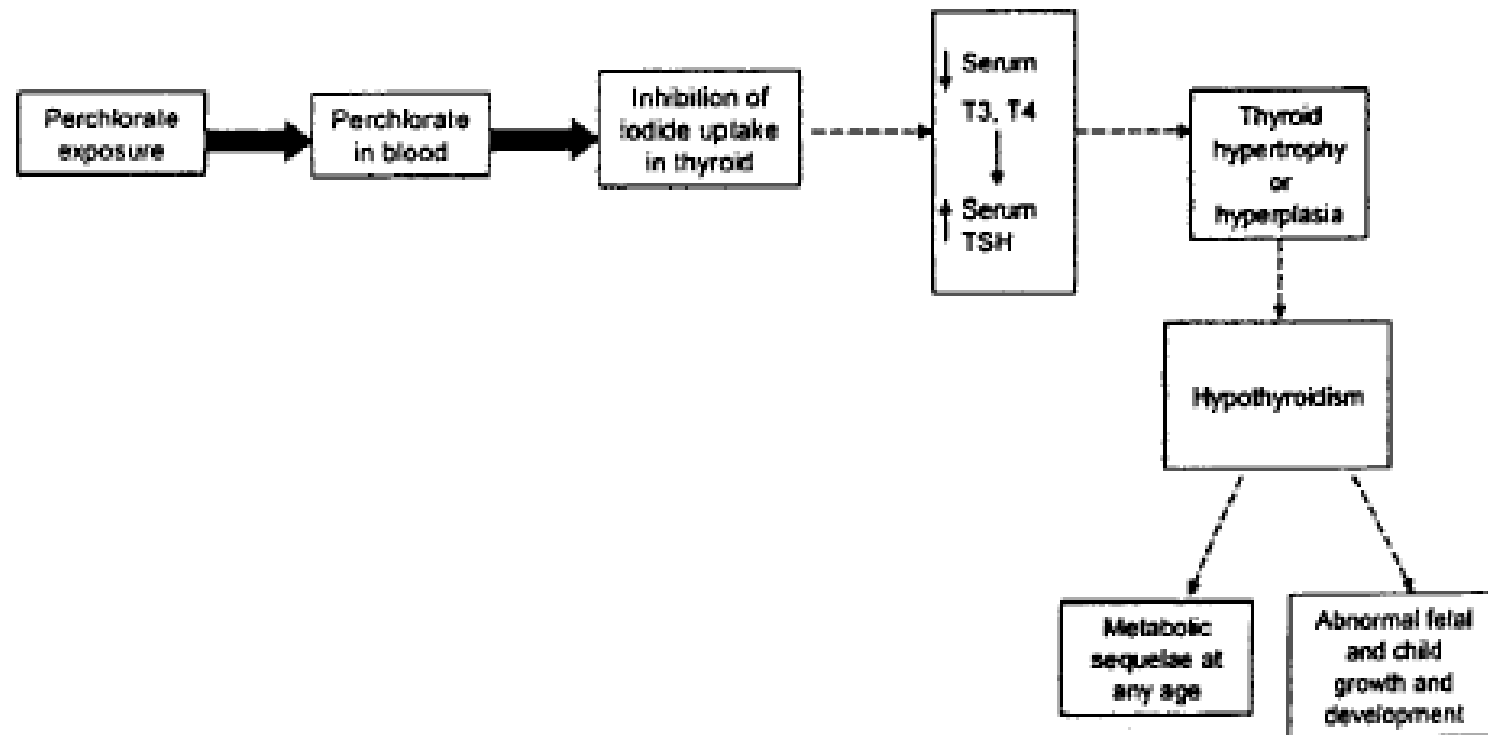 Perchlorate
exposure
Perchlorate
in blood
Inhibition of
iodide uptake
in thyroid
Serum
T3, T4
Serum
TSH
Thyroid
hypertrophy
or
hyperplasia
Hypothyroidism
Metabolic
sequelae at
any age
Abnormal fetal
and child
growth and
development